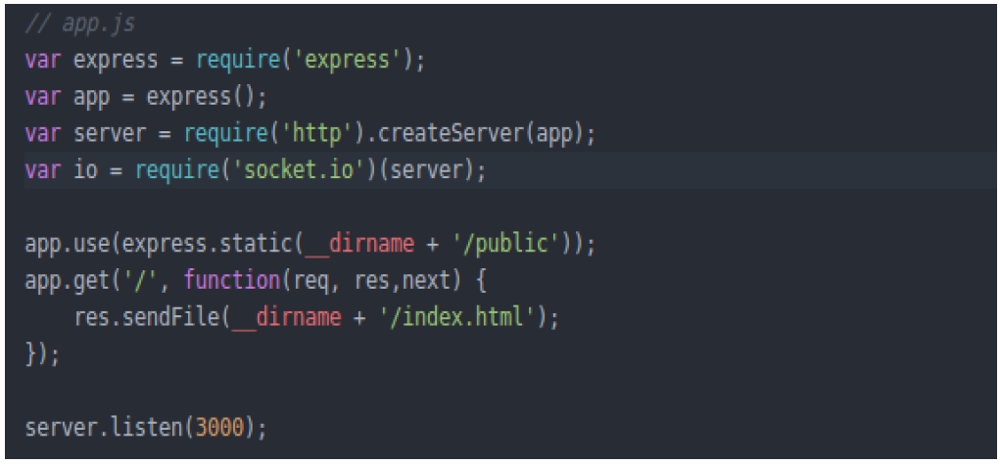 // app.js
var express = require('express');
var app = express();
var server = require('http').createServer(app);
var io = require('socket.io')(server);
app.use(express.static(__dirname + '/public'));
app.get('/', function(req, res,next) {
    res.sendFile(__dirname + '/index.html');
});
server.listen(3000);